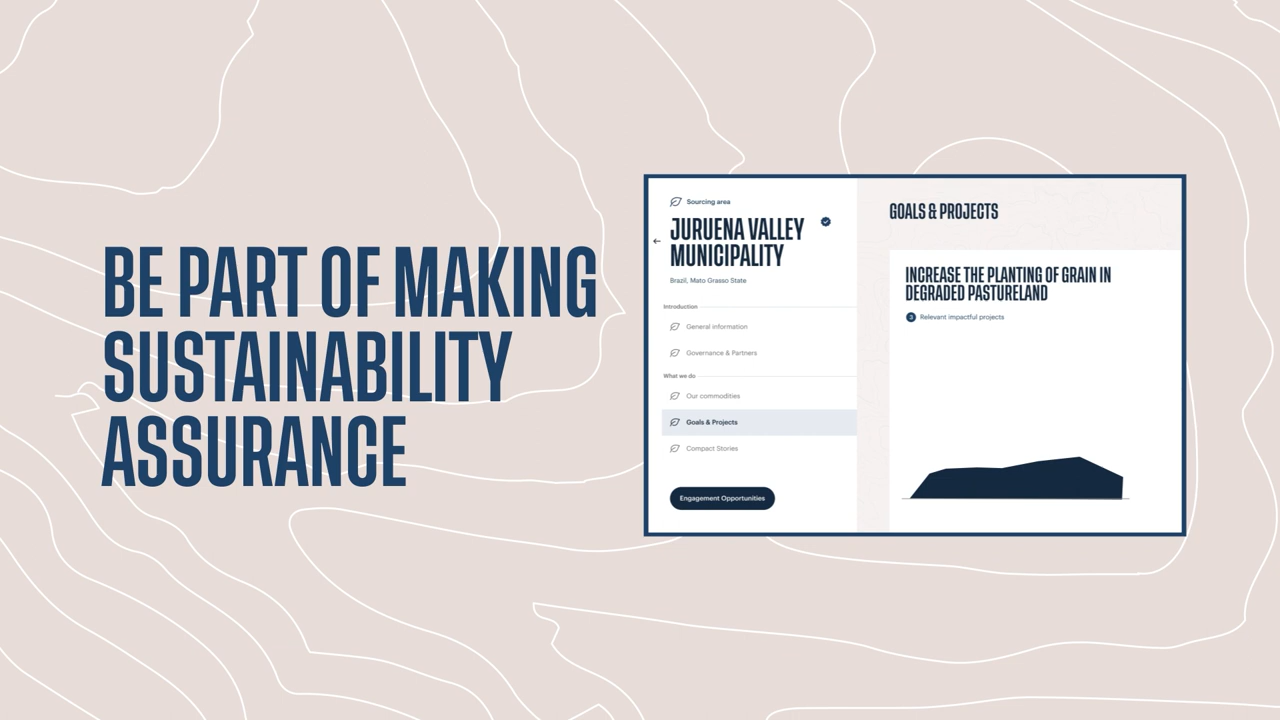 BE PART OF MAKING
SUSTAINABILITY
ASSURANCE
Sourcing area
JURUENA VALLEY
MUNICIPALITY
Brazil, Mato Grasso State
Introduction
General information
Governance & Partners
What we do
Our commodities
Goals & Projects
Compact Stories
Engagement Opportunities
GOALS & PROJECTS
INCREASE THE PLANTING OF GRAIN IN
DEGRADED PASTURELAND
3 Relevant impactful projects